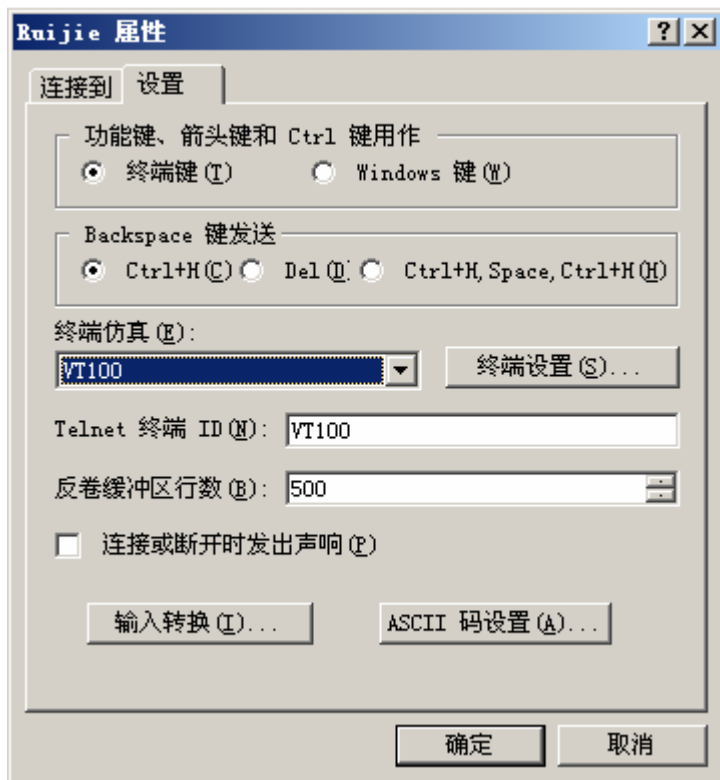 Ruijie 属性
连接到 设置
功能键、箭头键和 Ctrl 键用作
终端键(T) Windows 键(W)
Backspace 键发送
Ctrl+H(C) Del(D) Ctrl+H,Space,Ctrl+H(H)
终端仿真(E):
VT100 终端设置(S)...
Telnet 终端 ID(N): VT100
反卷缓冲区行数(B): 500
连接或断开时发出声响(P)
输入转换(I)... ASCII 码设置(A)...
确定 取消